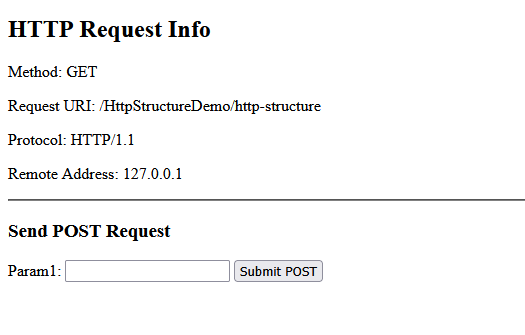 HTTP Request Info
Method: GET
Request URI: /HttpStructureDemo/http-structure
Protocol: HTTP/1.1
Remote Address: 127.0.0.1
Send POST Request
Param1: Submit POST